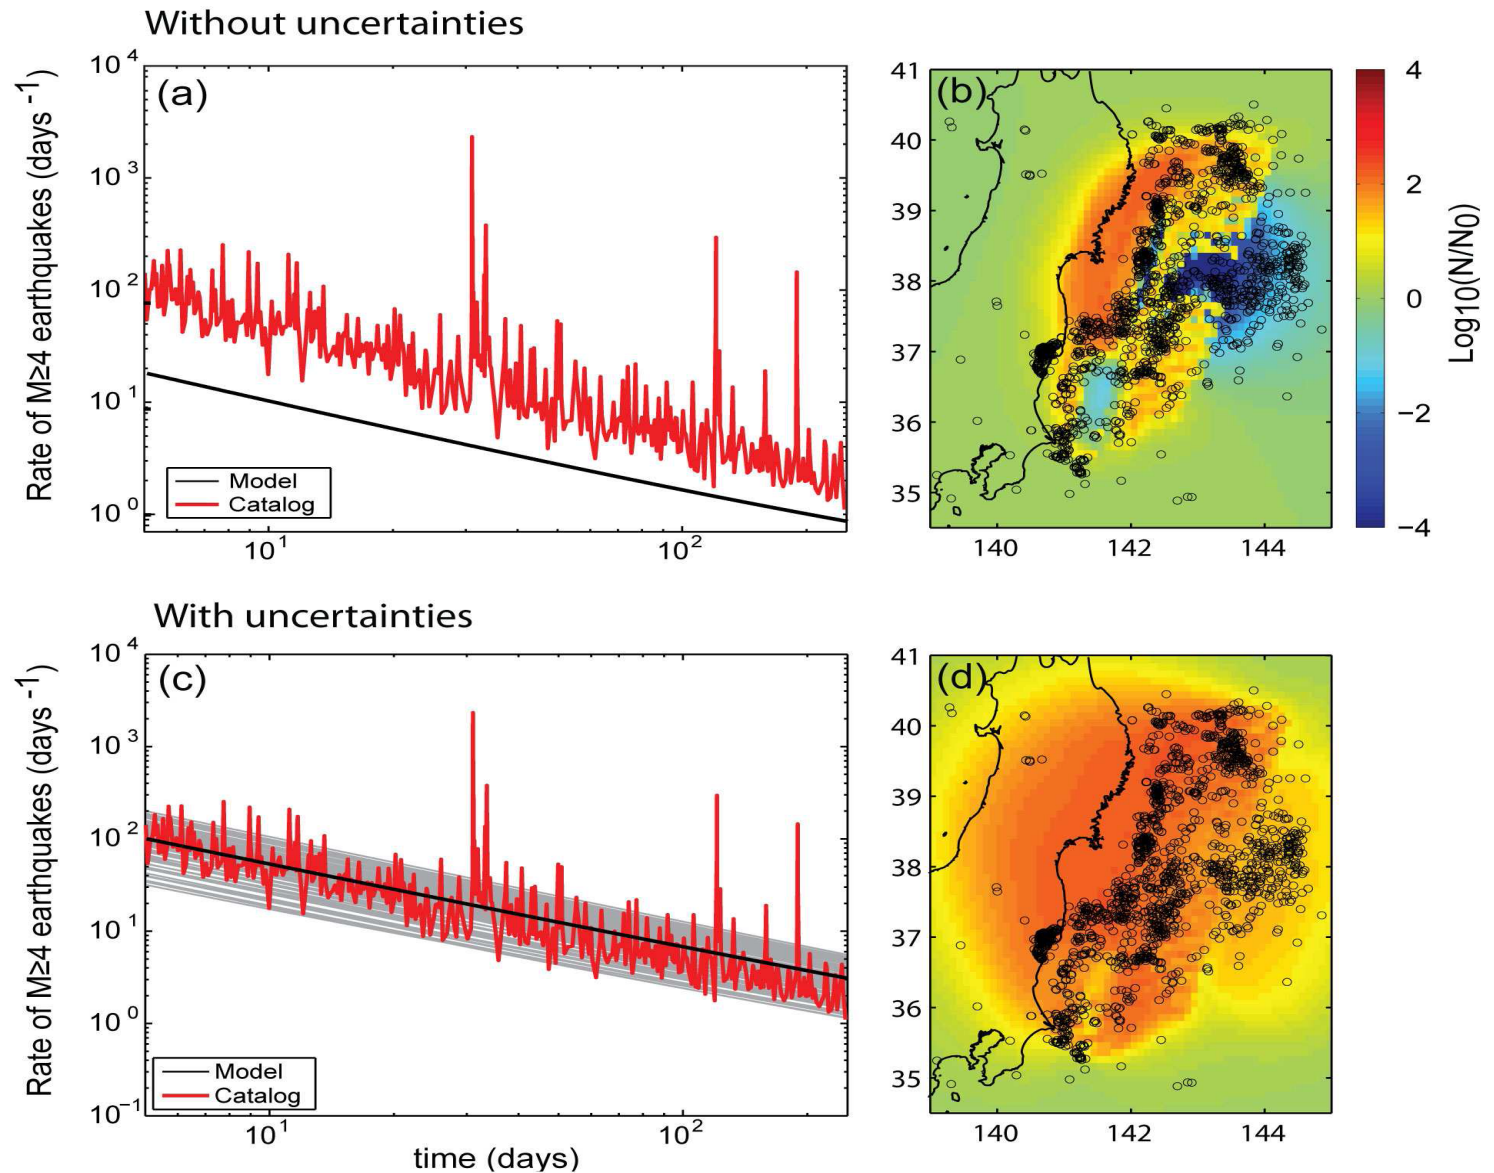 Without uncertainties
(a)
Rate of M≥4 earthquakes (days ⁻¹)
10⁴
10³
10²
10¹
10⁰
Model
Catalog
10¹
10²
(b)
41
40
39
38
37
36
35
140
142
144
4
2
0
−2
−4
Log10(N/N0)
With uncertainties
(c)
Rate of M≥4 earthquakes (days ⁻¹)
10⁴
10³
10²
10¹
10⁰
10⁻¹
Model
Catalog
10¹
10²
time (days)
(d)
41
40
39
38
37
36
35
140
142
144